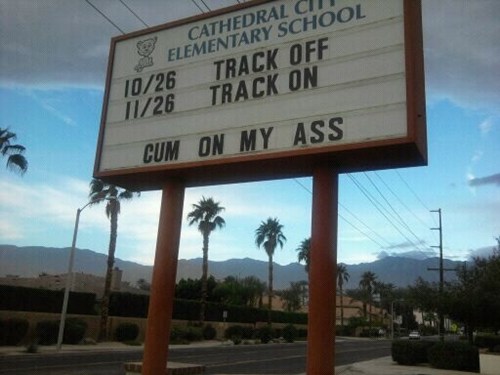 CATHEDRAL CITY
ELEMENTARY SCHOOL
10/26 TRACK OFF
11/26 TRACK ON
CUM ON MY ASS